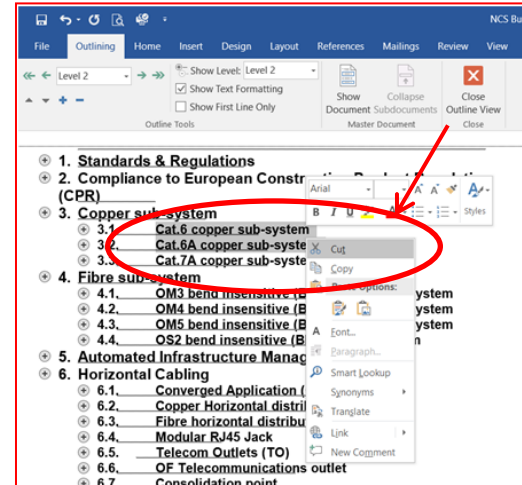 NCS Bu
File Outlining Home Insert Design Layout References Mailings Review View
Level 2
Show Level: Level 2
Show Text Formatting
Show First Line Only
Show Document
Collapse Subdocuments
Close Outline View
Outline Tools Master Document Close
1. Standards & Regulations
2. Compliance to European Constr
(CPR)
3. Copper sub-system
3.1. Cat.6 copper sub-system
3.2. Cat.6A copper sub-syste
3.3. Cat.7A copper sub-syste
4. Fibre sub-system
4.1. OM3 bend insensitive (B ystem
4.2. OM4 bend insensitive (B ystem
4.3. OM5 bend insensitive (B ystem
4.4. OS2 bend insensitive (B
5. Automated Infrastructure Manag
6. Horizontal Cabling
6.1. Converged Application (
6.2. Copper Horizontal distri
6.3. Fibre horizontal distribu
6.4. Modular RJ45 Jack
6.5. Telecom Outlets (TO)
6.6. OF Telecommunications outlet
6.7. Consolidation point
Arial
B I U A Styles
Cut
Copy
Paste Options:
A Font...
Paragraph...
Smart Lookup
Synonyms
Translate
Link
New Comment